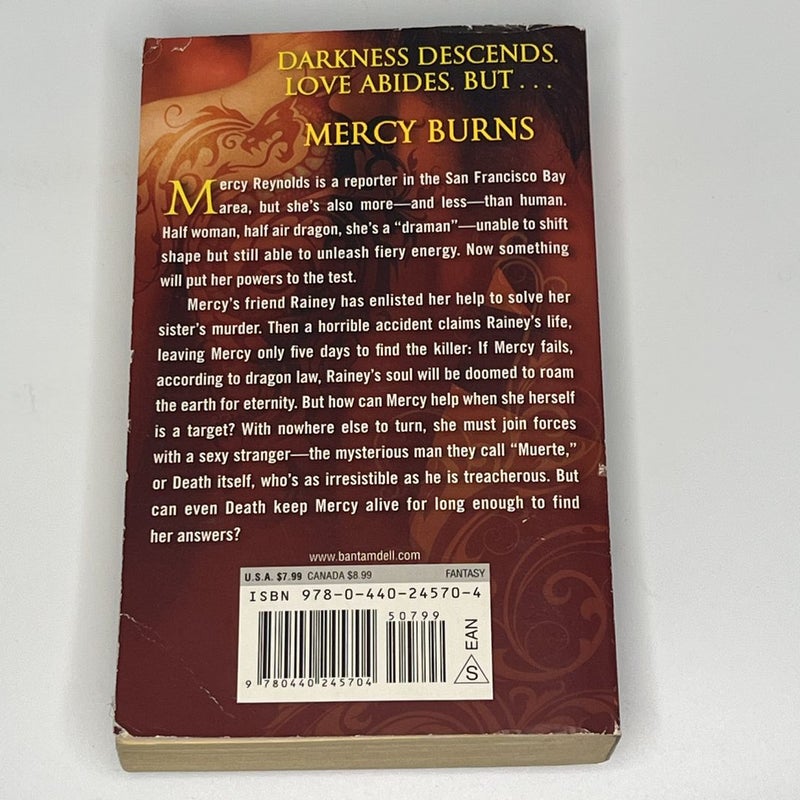 DARKNESS DESCENDS.
LOVE ABIDES. BUT . . .
MERCY BURNS
Mercy Reynolds is a reporter in the San Francisco Bay
area, but she's also more—and less—than human.
Half woman, half air dragon, she's a “draman”—unable to shift
shape but still able to unleash fiery energy. Now something
will put her powers to the test.
Mercy's friend Rainey has enlisted her help to solve her
sister's murder. Then a horrible accident claims Rainey's life,
leaving Mercy only five days to find the killer: If Mercy fails,
according to dragon law, Rainey's soul will be doomed to roam
the earth for eternity. But how can Mercy help when she herself
is a target? With nowhere else to turn, she must join forces
with a sexy stranger—the mysterious man they call “Muerte,”
or Death itself, who's as irresistible as he is treacherous. But
can even Death keep Mercy alive for long enough to find
her answers?
www.bantamdell.com
U.S.A. $7.99 CANADA $8.99 FANTASY
ISBN 978-0-440-24570-4
50799
9 780440 245704
S EAN